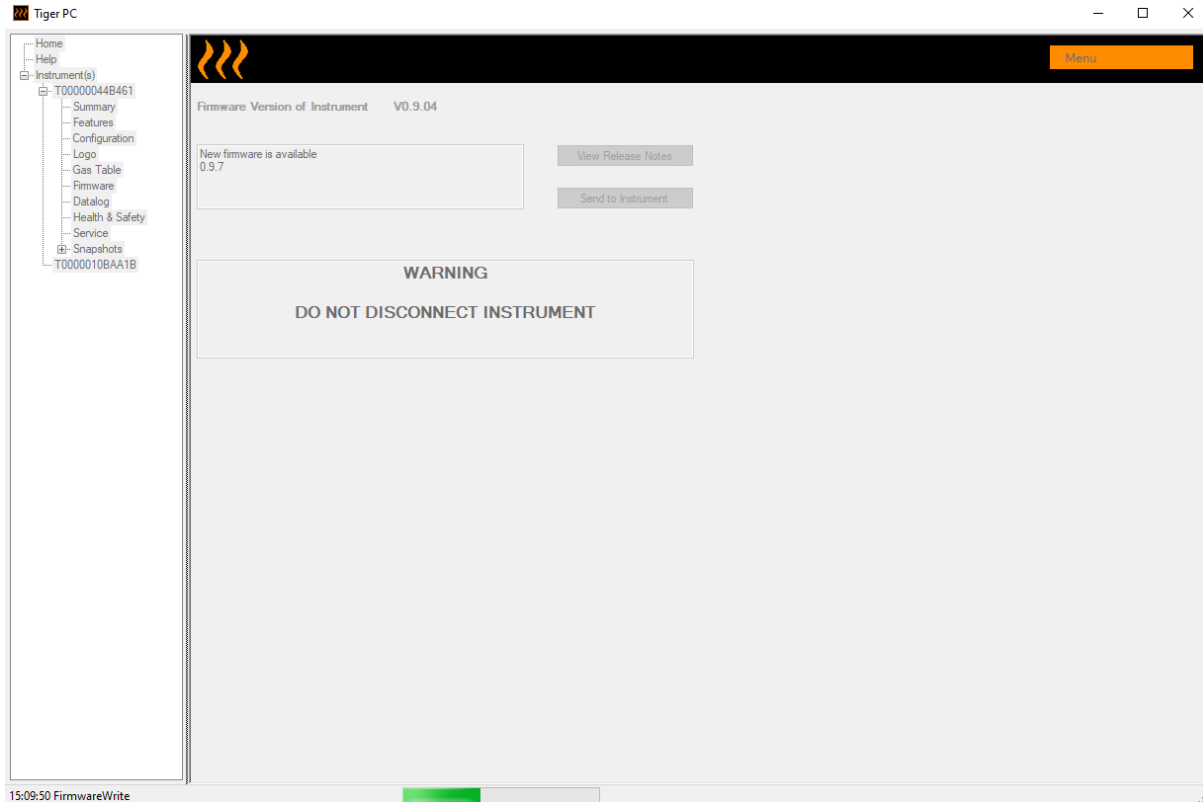 Tiger PC
Home
Help
Instrument(s)
T00000044B461
Summary
Features
Configuration
Logo
Gas Table
Firmware
Datalog
Health & Safety
Service
Snapshots
T0000010BAA1B
Menu
Firmware Version of Instrument V0.9.04
New firmware is available
0.9.7
View Release Notes
Send to Instrument
WARNING
DO NOT DISCONNECT INSTRUMENT
15:09:50 FirmwareWrite